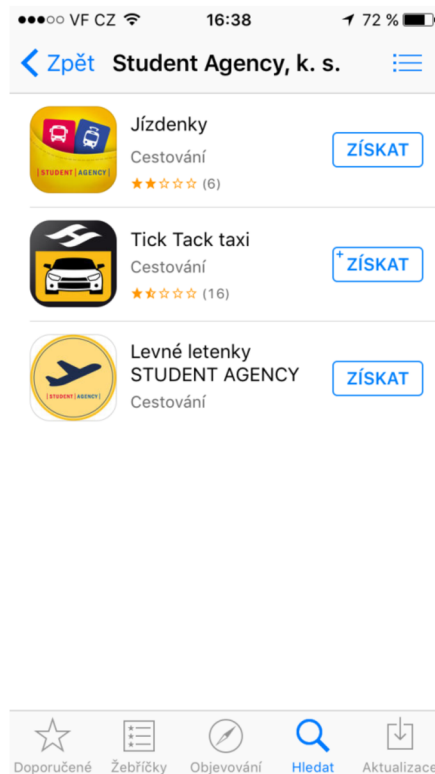 VF CZ 16:38 72 %
Zpět Student Agency, k. s.
Jízdenky
Cestování
(6)
ZÍSKAT
|STUDENT|AGENCY|
Tick Tack taxi
Cestování
(16)
+ZÍSKAT
Levné letenky
STUDENT AGENCY
Cestování
ZÍSKAT
|STUDENT|AGENCY|
Doporučené Žebříčky Objevování Hledat Aktualizace